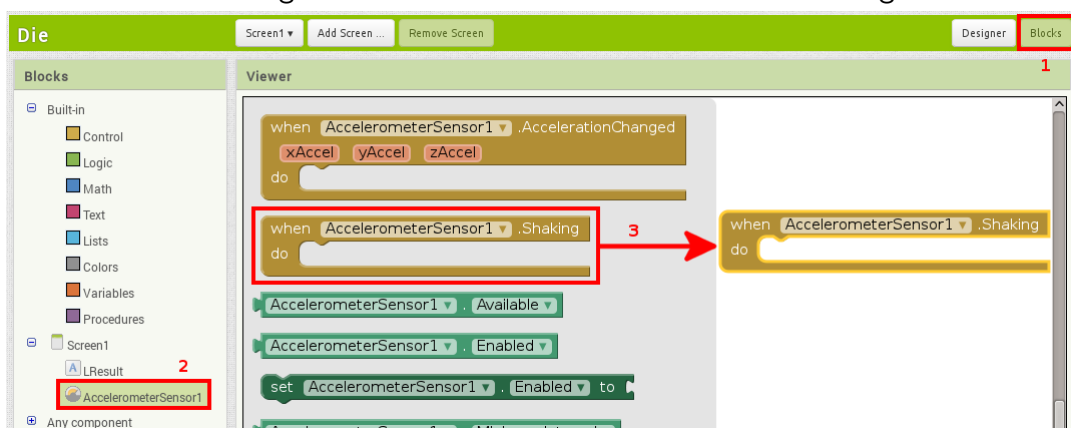 Die Screen1 ▾ Add Screen ... Remove Screen Designer Blocks
1
Blocks
Viewer
Built-in
Control
Logic
Math
Text
Lists
Colors
Variables
Procedures
Screen1
LResult
2
AccelerometerSensor1
Any component
when AccelerometerSensor1 ▾ .AccelerationChanged
xAccel yAccel zAccel
do
when AccelerometerSensor1 ▾ .Shaking
do
3
when AccelerometerSensor1 ▾ .Shaking
do
AccelerometerSensor1 ▾ . Available ▾
AccelerometerSensor1 ▾ . Enabled ▾
set AccelerometerSensor1 ▾ . Enabled ▾ to